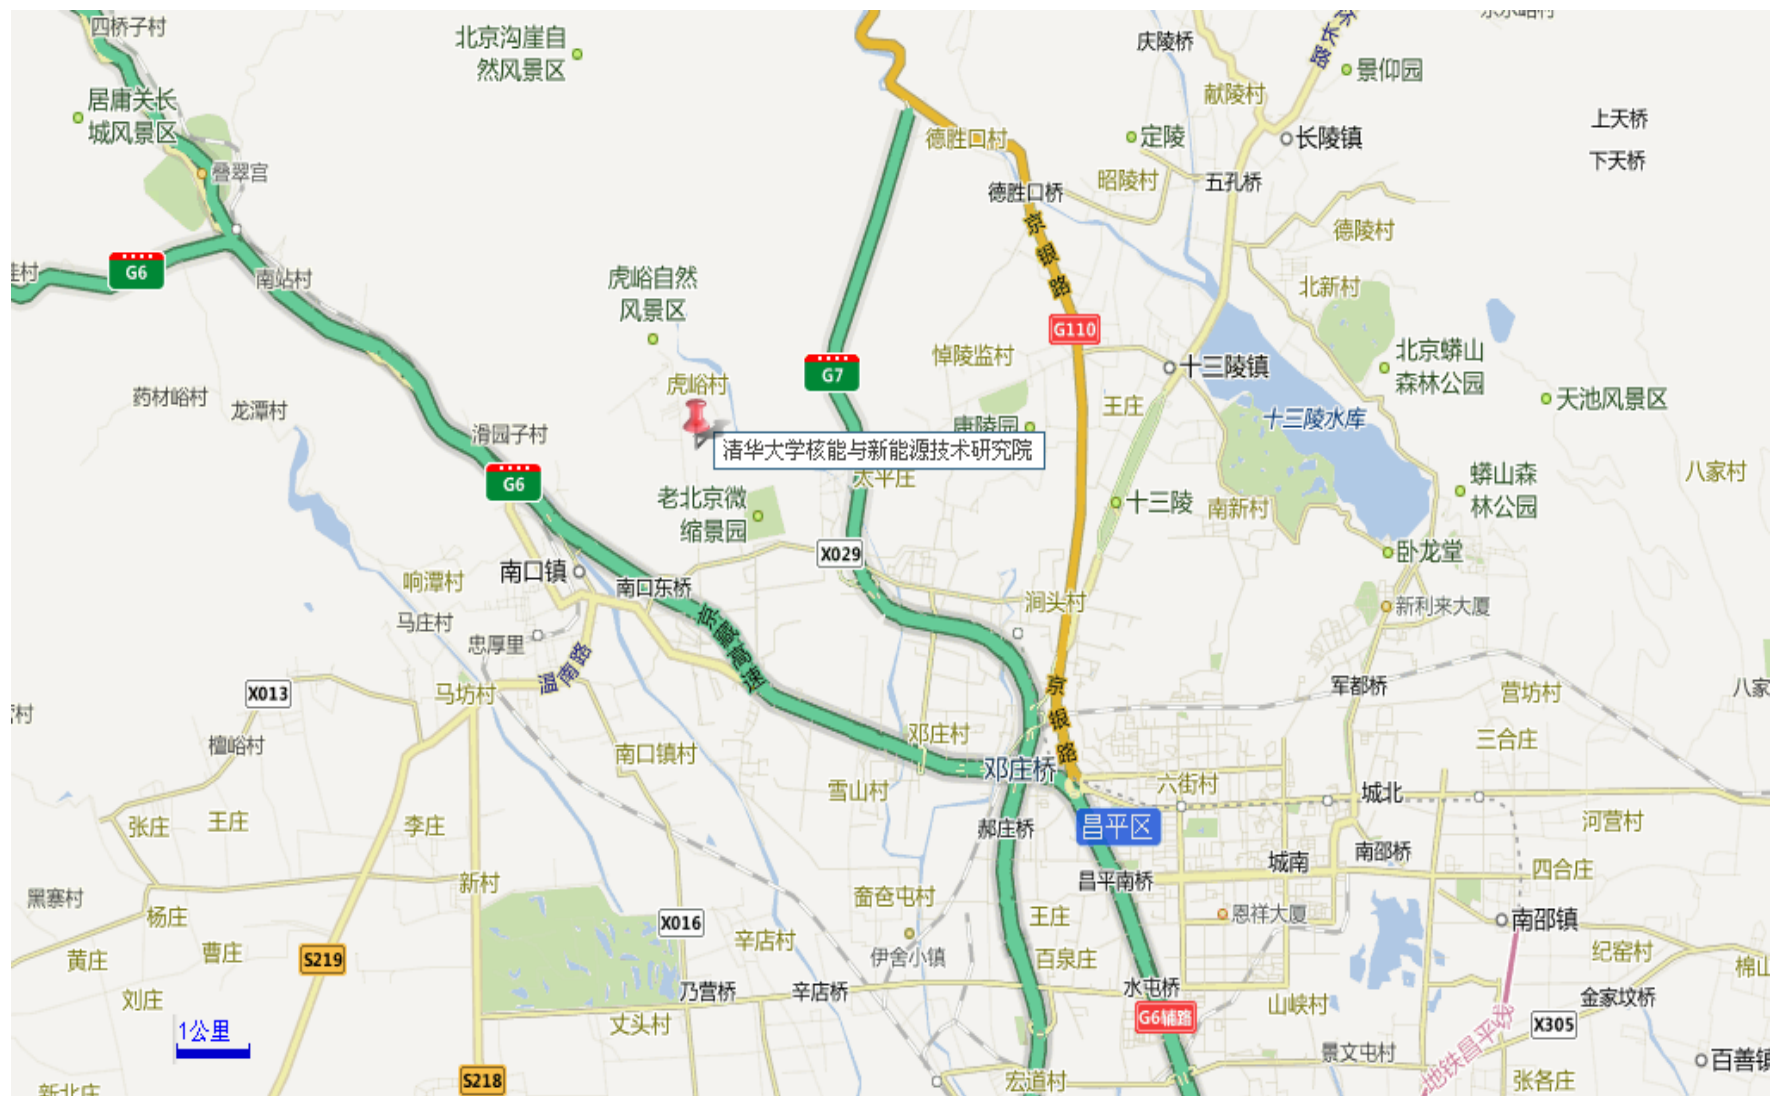 四桥子村
北京沟崖自
然风景区
庆陵桥
景仰园
居庸关长
城风景区
献陵村
上天桥
德胜口村
定陵
长陵镇
下天桥
叠翠宫
昭陵村
五孔桥
德胜口桥
京银路
德陵村
G6
南站村
虎峪自然
风景区
北新村
G110
悼陵监村
十三陵镇
北京蟒山
森林公园
G7
虎峪村
药材峪村
龙潭村
王庄
天池风景区
十三陵水库
康陵园
滑园子村
清华大学核能与新能源技术研究院
太平庄
G6
八家村
蟒山森
林公园
老北京微
缩景园
十三陵
南新村
X029
卧龙堂
南口镇
响潭村
南口东桥
涧头村
新利来大厦
马庄村
忠厚里
京藏高速
温南路
X013
马坊村
京银路
军都桥
营坊村
八家
檀峪村
南口镇村
邓庄村
三合庄
邓庄桥
雪山村
六街村
城北
张庄
王庄
李庄
郝庄桥
昌平区
河营村
城南
南邵桥
四合庄
新村
昌平南桥
黑寨村
杨庄
X016
王庄
恩祥大厦
南邵镇
辛店村
黄庄
曹庄
S219
伊舍小镇
百泉庄
纪窑村
棉山
刘庄
乃营桥
辛店桥
水屯桥
山峡村
金家坟桥
1公里
丈头村
G6辅路
X305
景文屯村
地铁昌平线
百善镇
S218
宏道村
张各庄
新北庄